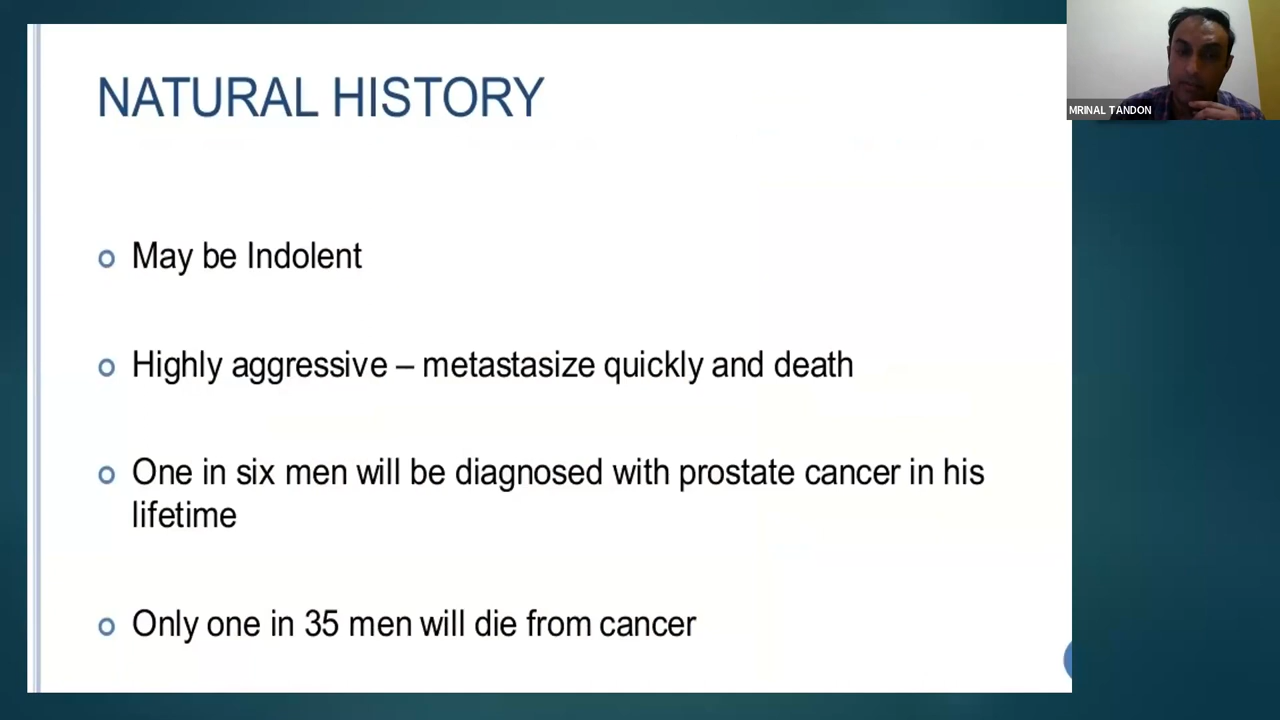 NATURAL HISTORY
May be Indolent
Highly aggressive – metastasize quickly and death
One in six men will be diagnosed with prostate cancer in his
lifetime
Only one in 35 men will die from cancer
MRINAL TANDON